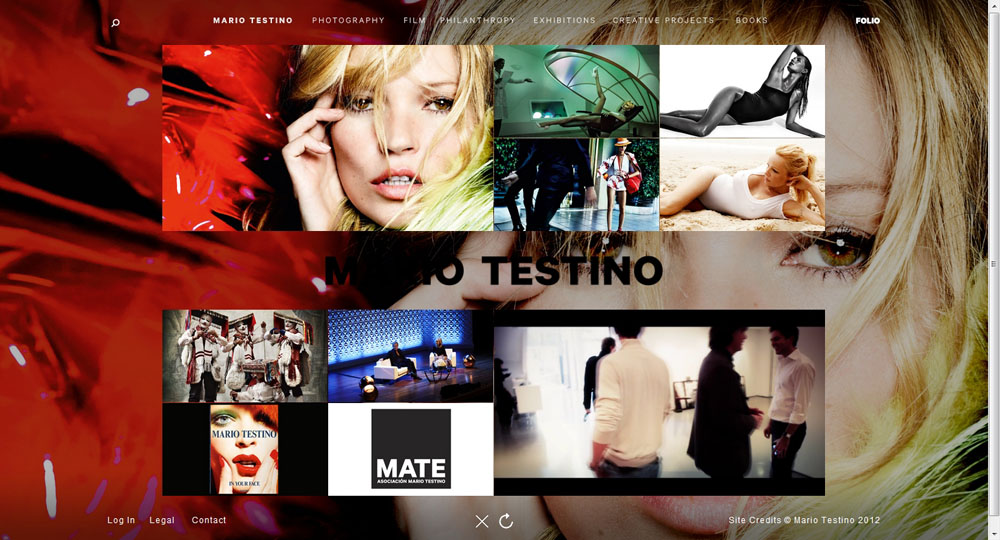 MARIO TESTINO PHOTOGRAPHY FILM PHILANTHROPY EXHIBITIONS CREATIVE PROJECTS BOOKS FOLIO
MARIO TESTINO
MARIO TESTINO
IN YOUR FACE
MATE
ASOCIACIÓN MARIO TESTINO
Log In Legal Contact
Site Credits © Mario Testino 2012